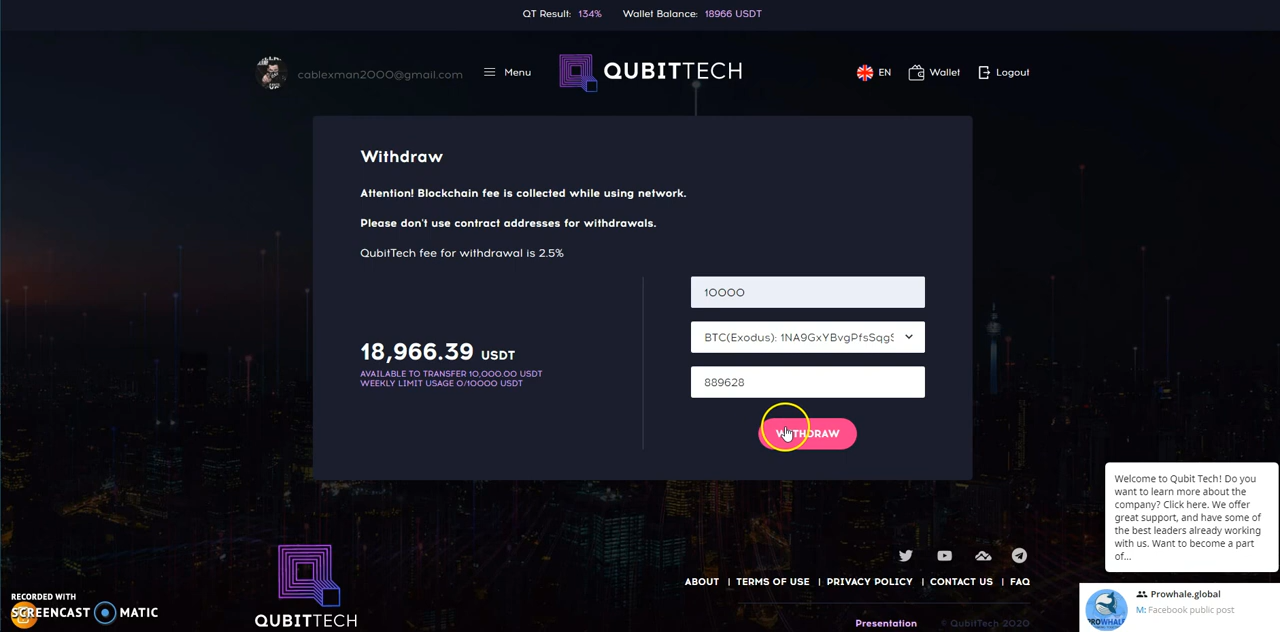 QT Result: 134% Wallet Balance: 18966 USDT
cablexman2000@gmail.com Menu QUBITTECH EN Wallet Logout
Withdraw
Attention! Blockchain fee is collected while using network.
Please don't use contract addresses for withdrawals.
QubitTech fee for withdrawal is 2.5%
10000
BTC(Exodus): 1NA9GxYBvgPfsSqgS
18,966.39 USDT
AVAILABLE TO TRANSFER 10,000.00 USDT
WEEKLY LIMIT USAGE 0/10000 USDT
889628
WITHDRAW
Welcome to Qubit Tech! Do you
want to learn more about the
company? Click here. We offer
great support, and have some of
the best leaders already working
with us. Want to become a part
of...
ABOUT | TERMS OF USE | PRIVACY POLICY | CONTACT US | FAQ
Prowhale.global
M: Facebook public post
PROWHALE
RECORDED WITH
SCREENCAST MATIC
QUBITTECH
Presentation © QubitTech 2020